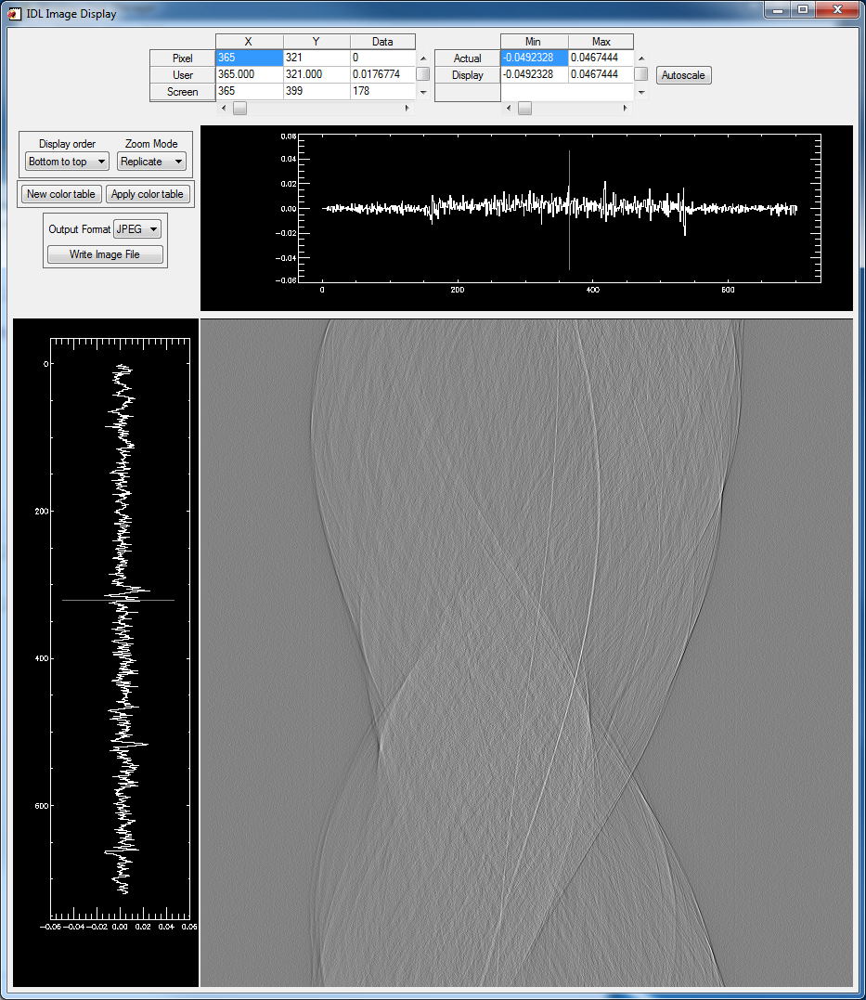 IDL Image Display
X Y Data
Pixel 365 321 0
User 365.000 321.000 0.0176774
Screen 365 399 178
Min Max
Actual -0.0492328 0.0467444
Display -0.0492328 0.0467444
Autoscale
Display order Zoom Mode
Bottom to top Replicate
New color table Apply color table
Output Format JPEG
Write Image File
0.06
0.04
0.02
0.00
-0.02
-0.04
-0.06
0 200 400 600
0
200
400
600
-0.06 -0.04 -0.02 0.00 0.02 0.04 0.06